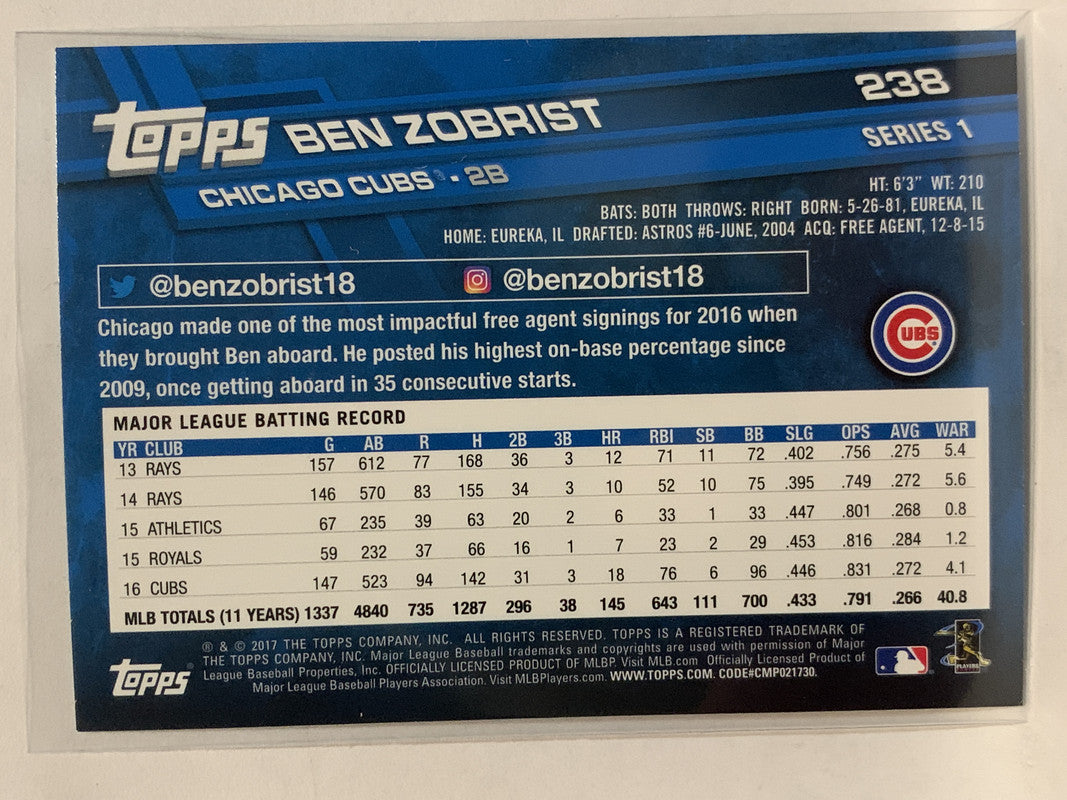 topps BEN ZOBRIST 238
CHICAGO CUBS® • 2B SERIES 1
HT: 6'3" WT: 210
BATS: BOTH THROWS: RIGHT BORN: 5-26-81, EUREKA, IL
HOME: EUREKA, IL DRAFTED: ASTROS #6-JUNE, 2004 ACQ: FREE AGENT, 12-8-15
@benzobrist18 @benzobrist18
Chicago made one of the most impactful free agent signings for 2016 when
they brought Ben aboard. He posted his highest on-base percentage since
2009, once getting aboard in 35 consecutive starts.
CUBS
MAJOR LEAGUE BATTING RECORD
YR CLUB G AB R H 2B 3B HR RBI SB BB SLG OPS AVG WAR
13 RAYS 157 612 77 168 36 3 12 71 11 72 .402 .756 .275 5.4
14 RAYS 146 570 83 155 34 3 10 52 10 75 .395 .749 .272 5.6
15 ATHLETICS 67 235 39 63 20 2 6 33 1 33 .447 .801 .268 0.8
15 ROYALS 59 232 37 66 16 1 7 23 2 29 .453 .816 .284 1.2
16 CUBS 147 523 94 142 31 3 18 76 6 96 .446 .831 .272 4.1
MLB TOTALS (11 YEARS) 1337 4840 735 1287 296 38 145 643 111 700 .433 .791 .266 40.8
® & © 2017 THE TOPPS COMPANY, INC. ALL RIGHTS RESERVED. TOPPS IS A REGISTERED TRADEMARK OF
THE TOPPS COMPANY, INC. Major League Baseball trademarks and copyrights are used with permission of Major
League Baseball Properties, Inc. OFFICIALLY LICENSED PRODUCT OF MLBP. Visit MLB.com Officially Licensed Product of
Major League Baseball Players Association. Visit MLBPlayers.com. WWW.TOPPS.COM. CODE#CMP021730.
topps®
PLAYERS